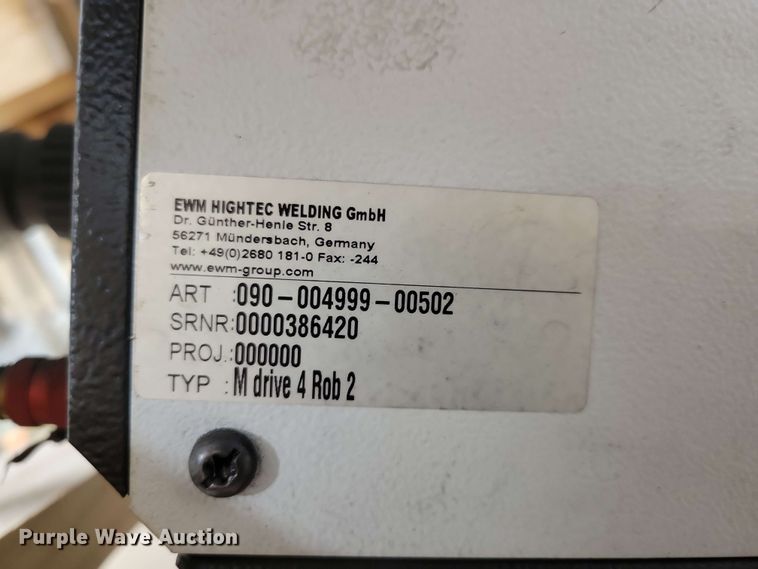 EWM HIGHTEC WELDING GmbH
Dr. Günther-Henle Str. 8
56271 Mündersbach, Germany
Tel: +49(0)2680 181-0 Fax: -244
www.ewm-group.com
ART :090-004999-00502
SRNR:0000386420
PROJ.:000000
TYP :M drive 4 Rob 2
Purple Wave Auction